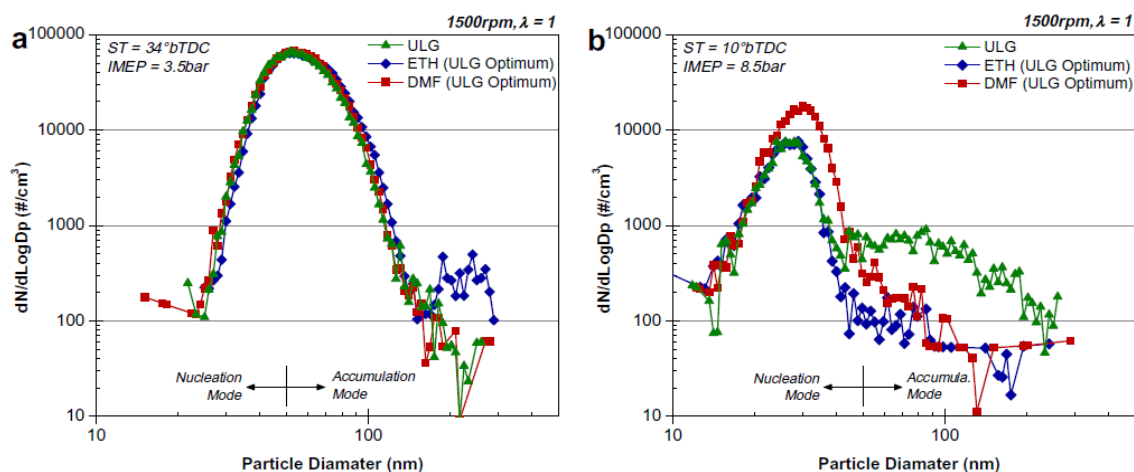 1500rpm, λ = 1
a
ST = 34°bTDC
IMEP = 3.5bar
ULG
ETH (ULG Optimum)
DMF (ULG Optimum)
dN/dLogDp (#/cm³)
100000
10000
1000
100
10
Nucleation
Mode
Accumulation
Mode
10
100
Particle Diamater (nm)
1500rpm, λ = 1
b
ST = 10°bTDC
IMEP = 8.5bar
ULG
ETH (ULG Optimum)
DMF (ULG Optimum)
dN/dLogDp (#/cm³)
100000
10000
1000
100
10
Nucleation
Mode
Accumula.
Mode
10
100
Particle Diamater (nm)